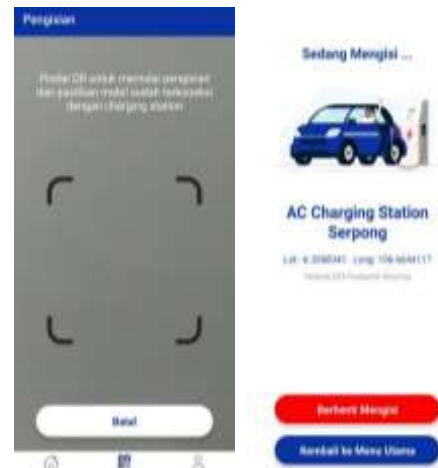 Pengisian
Pindai QR untuk memulai pengisian
dan pastikan mobil sudah terkoneksi
dengan charging station
Batal
Sedang Mengisi ...
AC Charging Station
Serpong
Berhenti Mengisi
Kembali ke Menu Utama